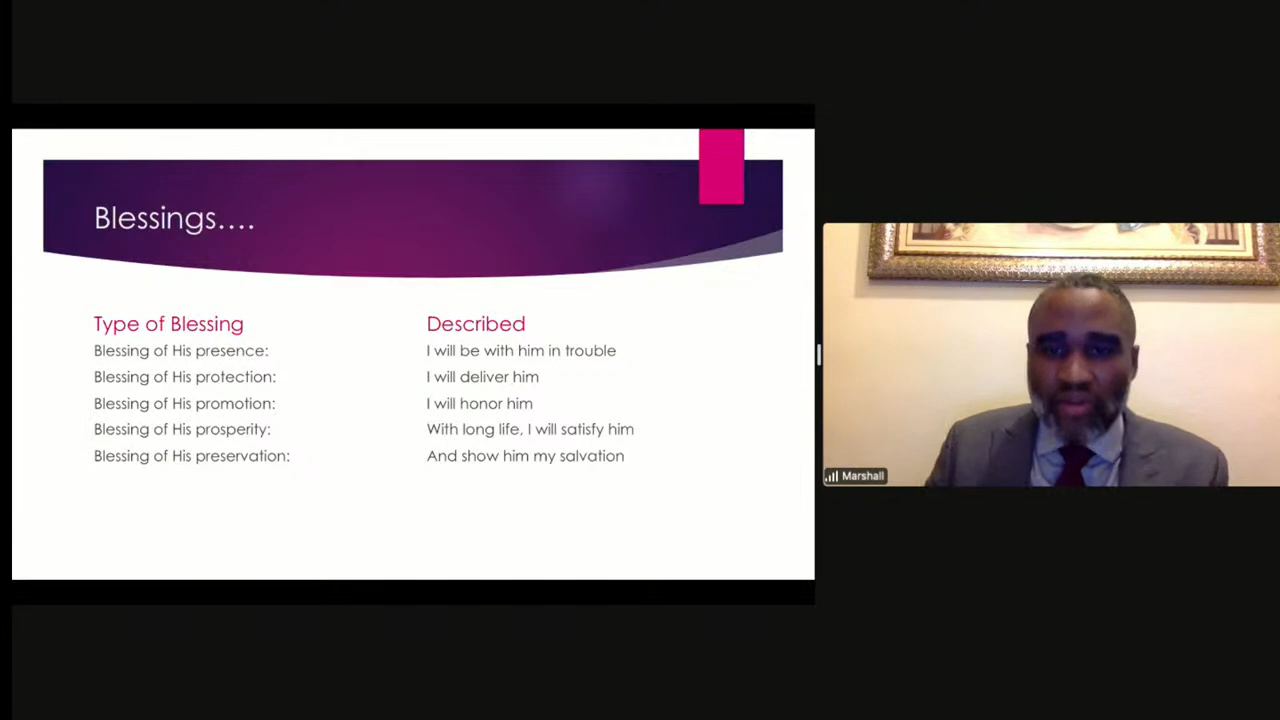 Blessings....
Type of Blessing
Described
Blessing of His presence:
I will be with him in trouble
Blessing of His protection:
I will deliver him
Blessing of His promotion:
I will honor him
Blessing of His prosperity:
With long life, I will satisfy him
Blessing of His preservation:
And show him my salvation
Marshall